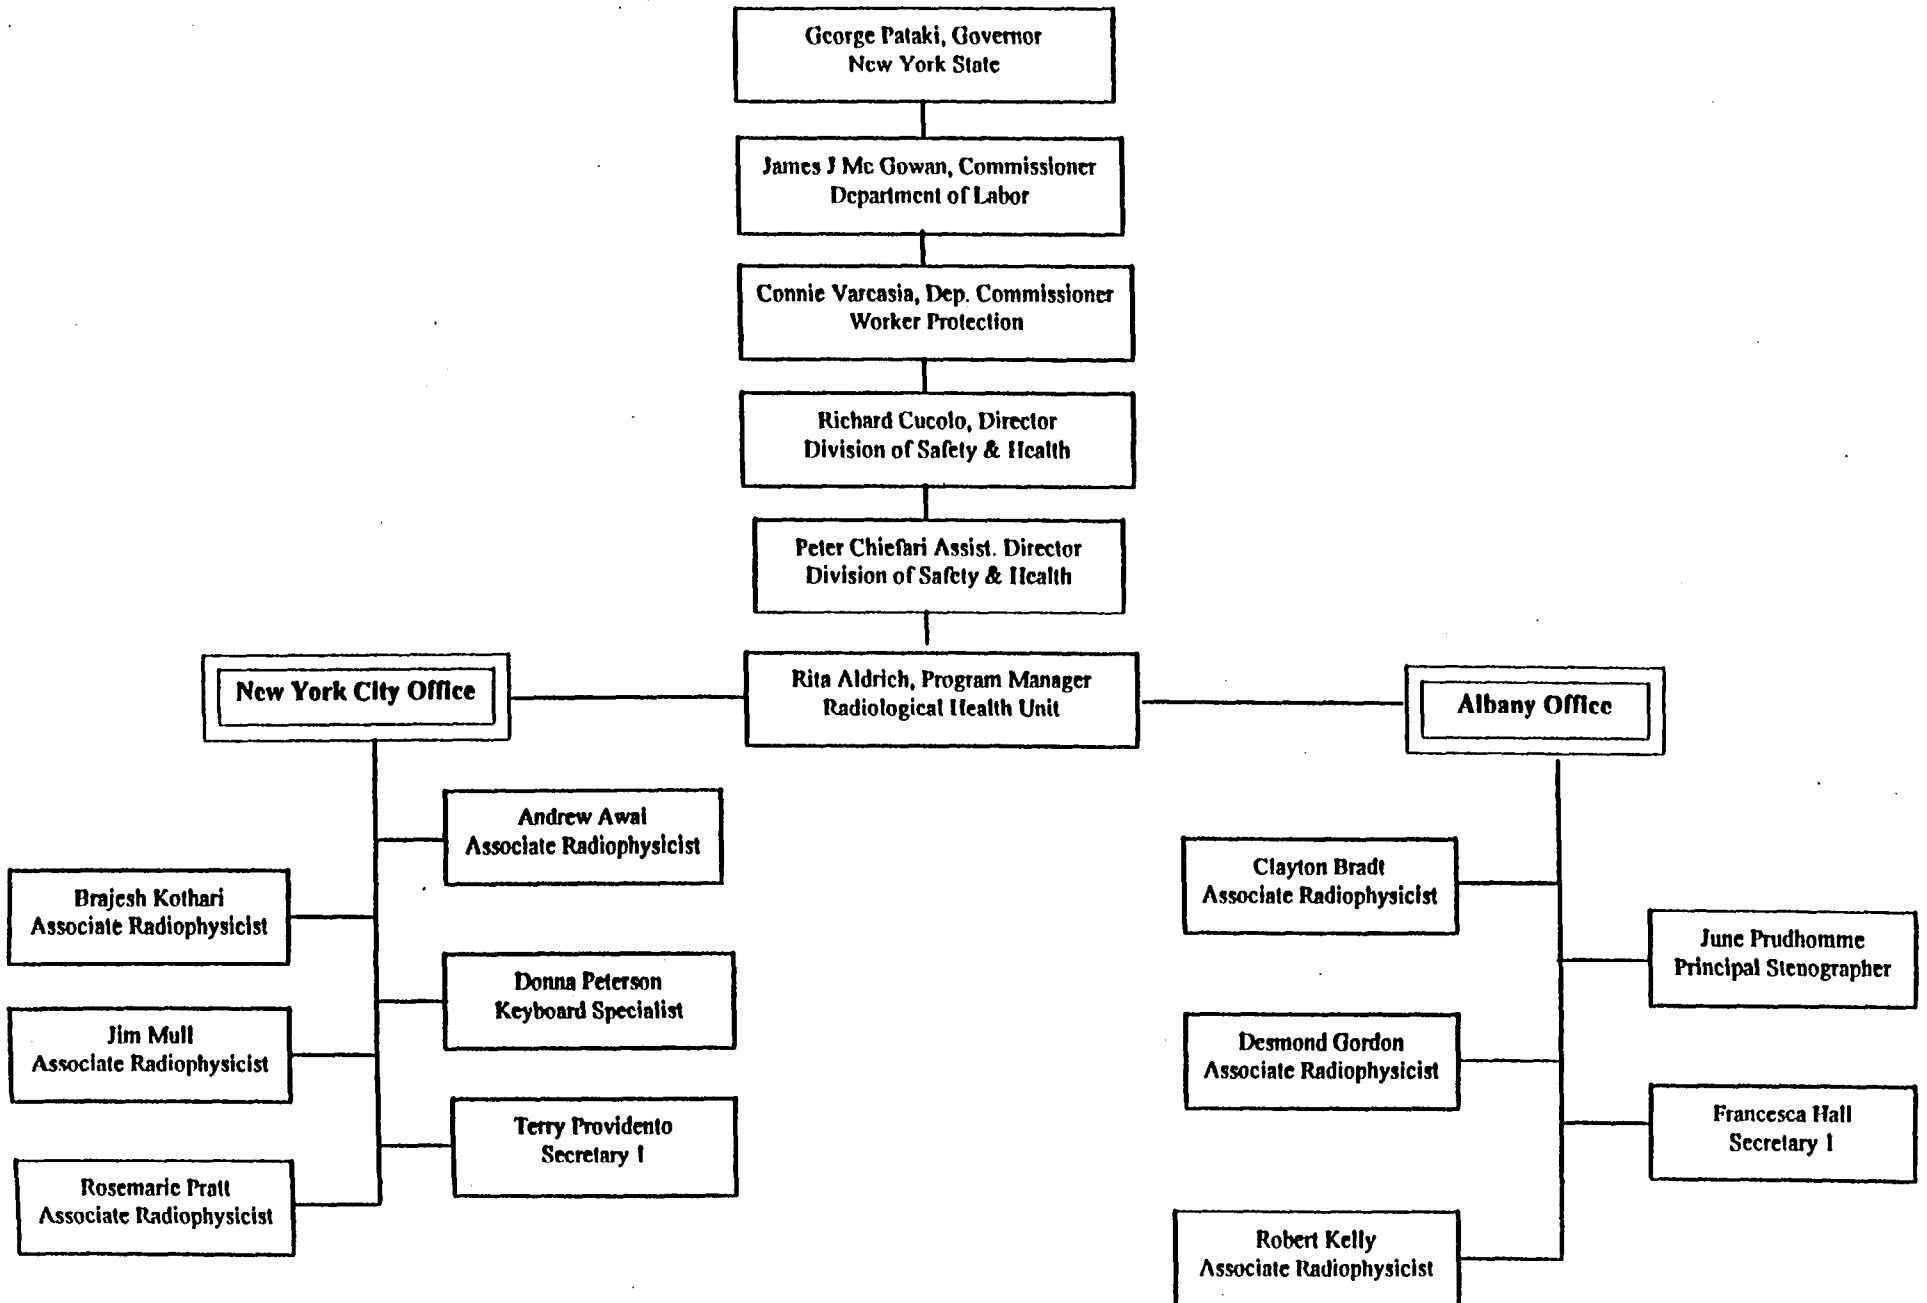 George Pataki, Governor
New York State
James J Mc Gowan, Commissioner
Department of Labor
Connie Varcasia, Dep. Commissioner
Worker Protection
Richard Cucolo, Director
Division of Safety & Health
Peter Chiefari Assist. Director
Division of Safety & Health
New York City Office
Rita Aldrich, Program Manager
Radiological Health Unit
Albany Office
Andrew Awai
Associate Radiophysicist
Brajesh Kothari
Associate Radiophysicist
Donna Peterson
Keyboard Specialist
Jim Mull
Associate Radiophysicist
Terry Providento
Secretary 1
Rosemarie Pratt
Associate Radiophysicist
Clayton Bradt
Associate Radiophysicist
June Prudhomme
Principal Stenographer
Desmond Gordon
Associate Radiophysicist
Francesca Hall
Secretary 1
Robert Kelly
Associate Radiophysicist